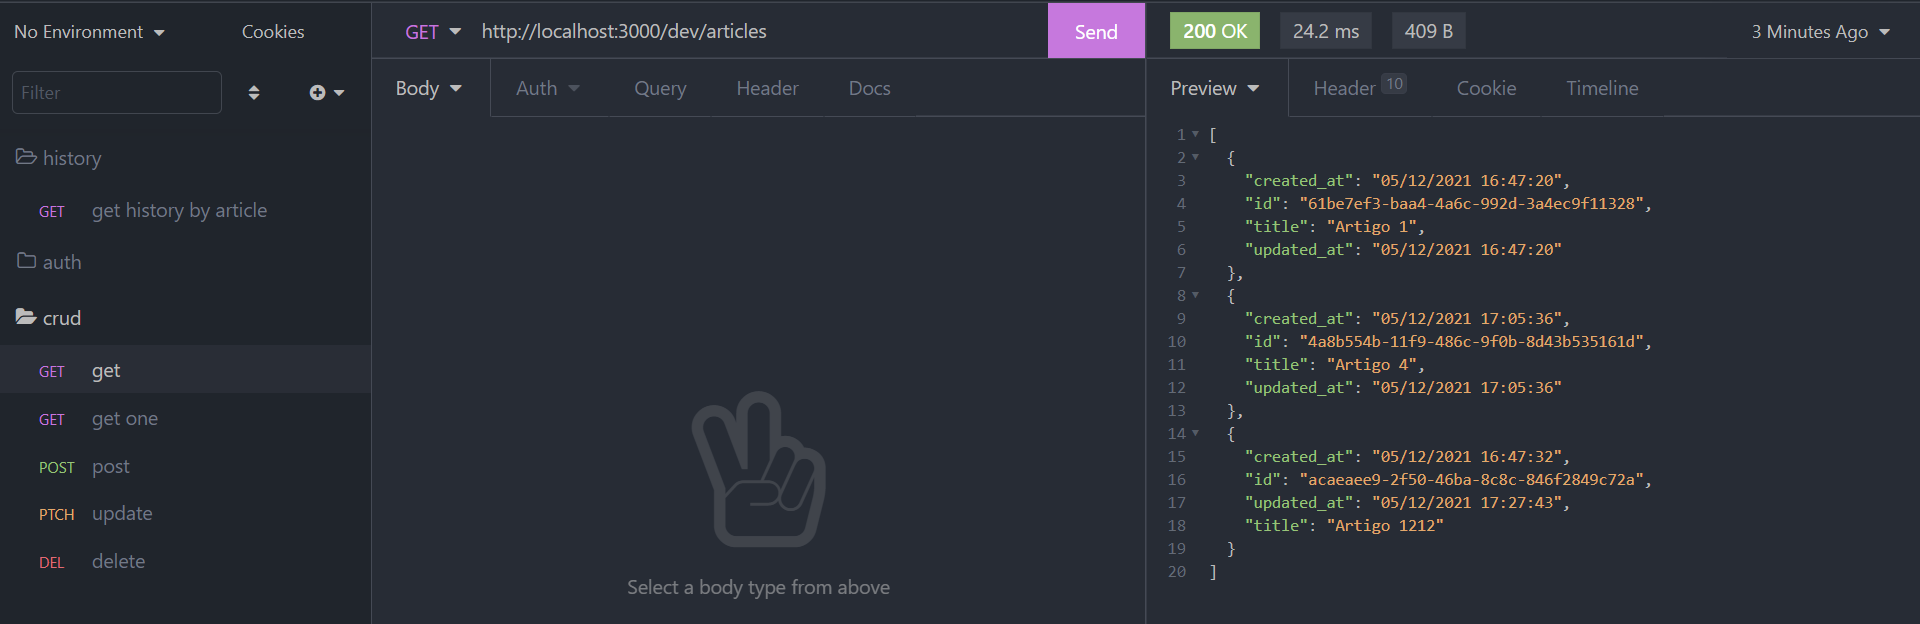 No Environment
Cookies
Filter
history
GET get history by article
auth
crud
GET get
GET get one
POST post
PTCH update
DEL delete
GET http://localhost:3000/dev/articles Send
Body Auth Query Header Docs
Select a body type from above
200 OK 24.2 ms 409 B 3 Minutes Ago
Preview Header 10 Cookie Timeline
1 [
2 {
3 "created_at": "05/12/2021 16:47:20",
4 "id": "61be7ef3-baa4-4a6c-992d-3a4ec9f11328",
5 "title": "Artigo 1",
6 "updated_at": "05/12/2021 16:47:20"
7 },
8 {
9 "created_at": "05/12/2021 17:05:36",
10 "id": "4a8b554b-11f9-486c-9f0b-8d43b535161d",
11 "title": "Artigo 4",
12 "updated_at": "05/12/2021 17:05:36"
13 },
14 {
15 "created_at": "05/12/2021 16:47:32",
16 "id": "acaeaee9-2f50-46ba-8c8c-846f2849c72a",
17 "updated_at": "05/12/2021 17:27:43",
18 "title": "Artigo 1212"
19 }
20 ]